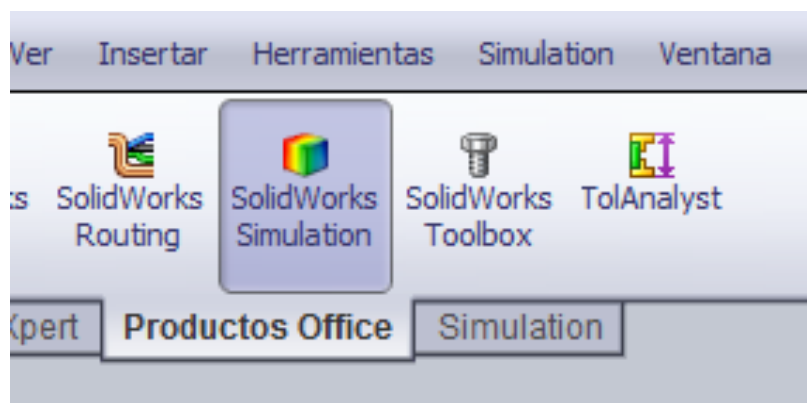 Ver Insertar Herramientas Simulation Ventana
SolidWorks SolidWorks SolidWorks TolAnalyst
Routing Simulation Toolbox
Productos Office Simulation